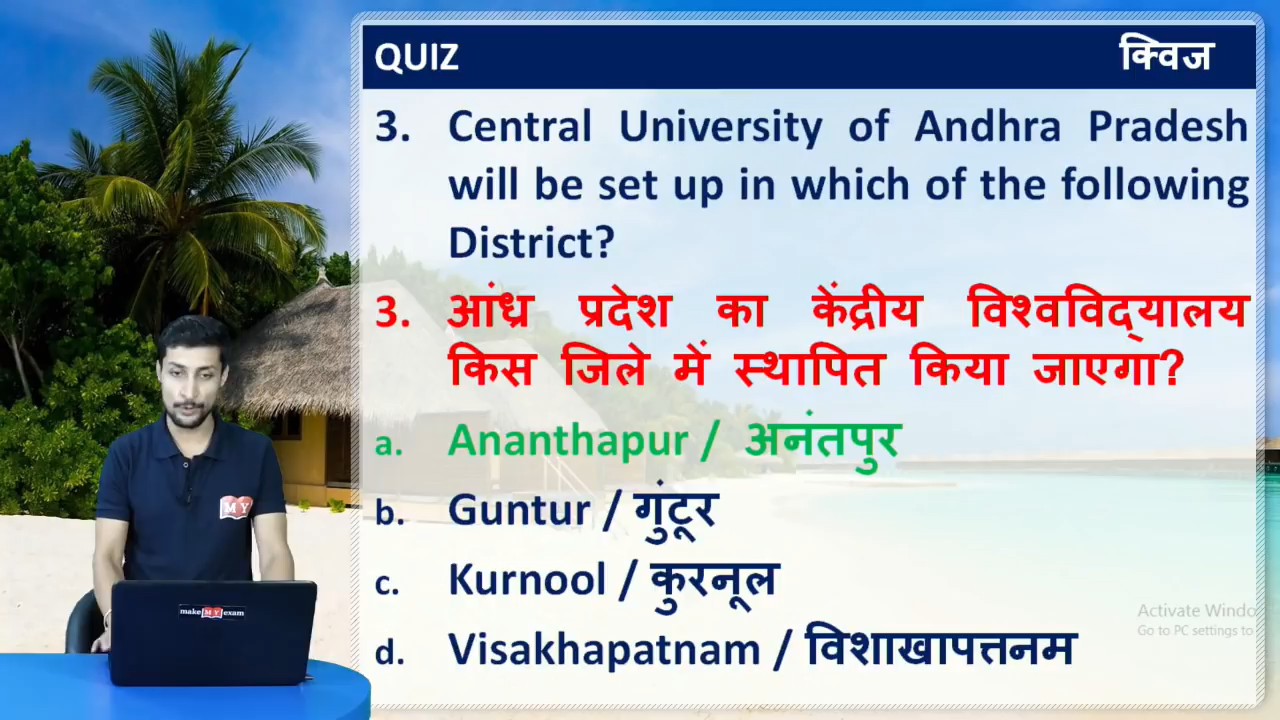 QUIZ क्विज
3. Central University of Andhra Pradesh
will be set up in which of the following
District?
3. आंध्र प्रदेश का केंद्रीय विश्वविद्यालय
किस जिले में स्थापित किया जाएगा?
a. Ananthapur / अनंतपुर
b. Guntur / गुंटूर
c. Kurnool / कुरनूल
d. Visakhapatnam / विशाखापत्तनम
Activate Windo
Go to PC settings to
MY
make MY exam